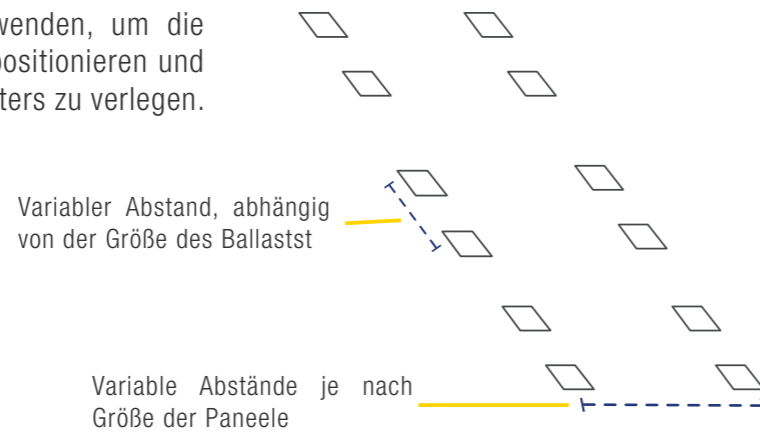 wenden, um die
positionieren und
ters zu verlegen.
Variabler Abstand, abhängig
von der Größe des Ballastst
Variable Abstände je nach
Größe der Paneele